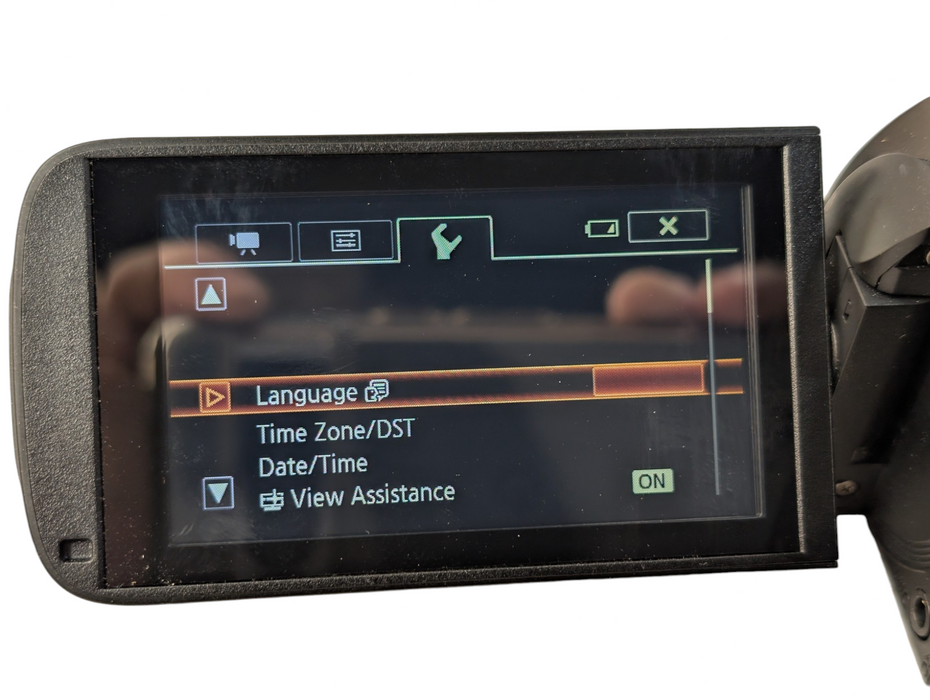 Language
Time Zone/DST
Date/Time
View Assistance ON